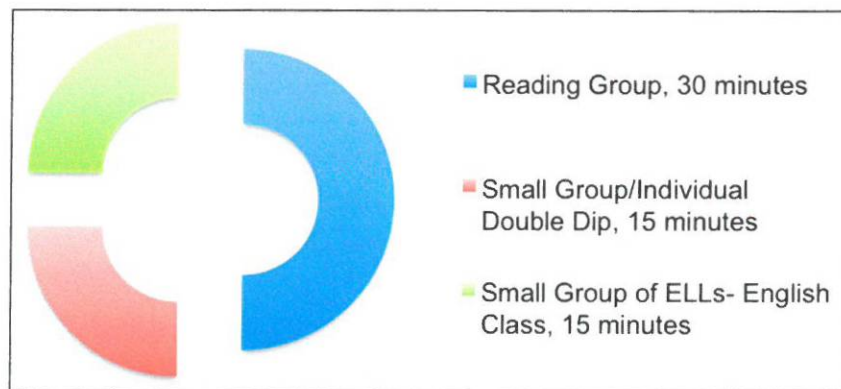 Reading Group, 30 minutes
Small Group/Individual
Double Dip, 15 minutes
Small Group of ELLs- English
Class, 15 minutes